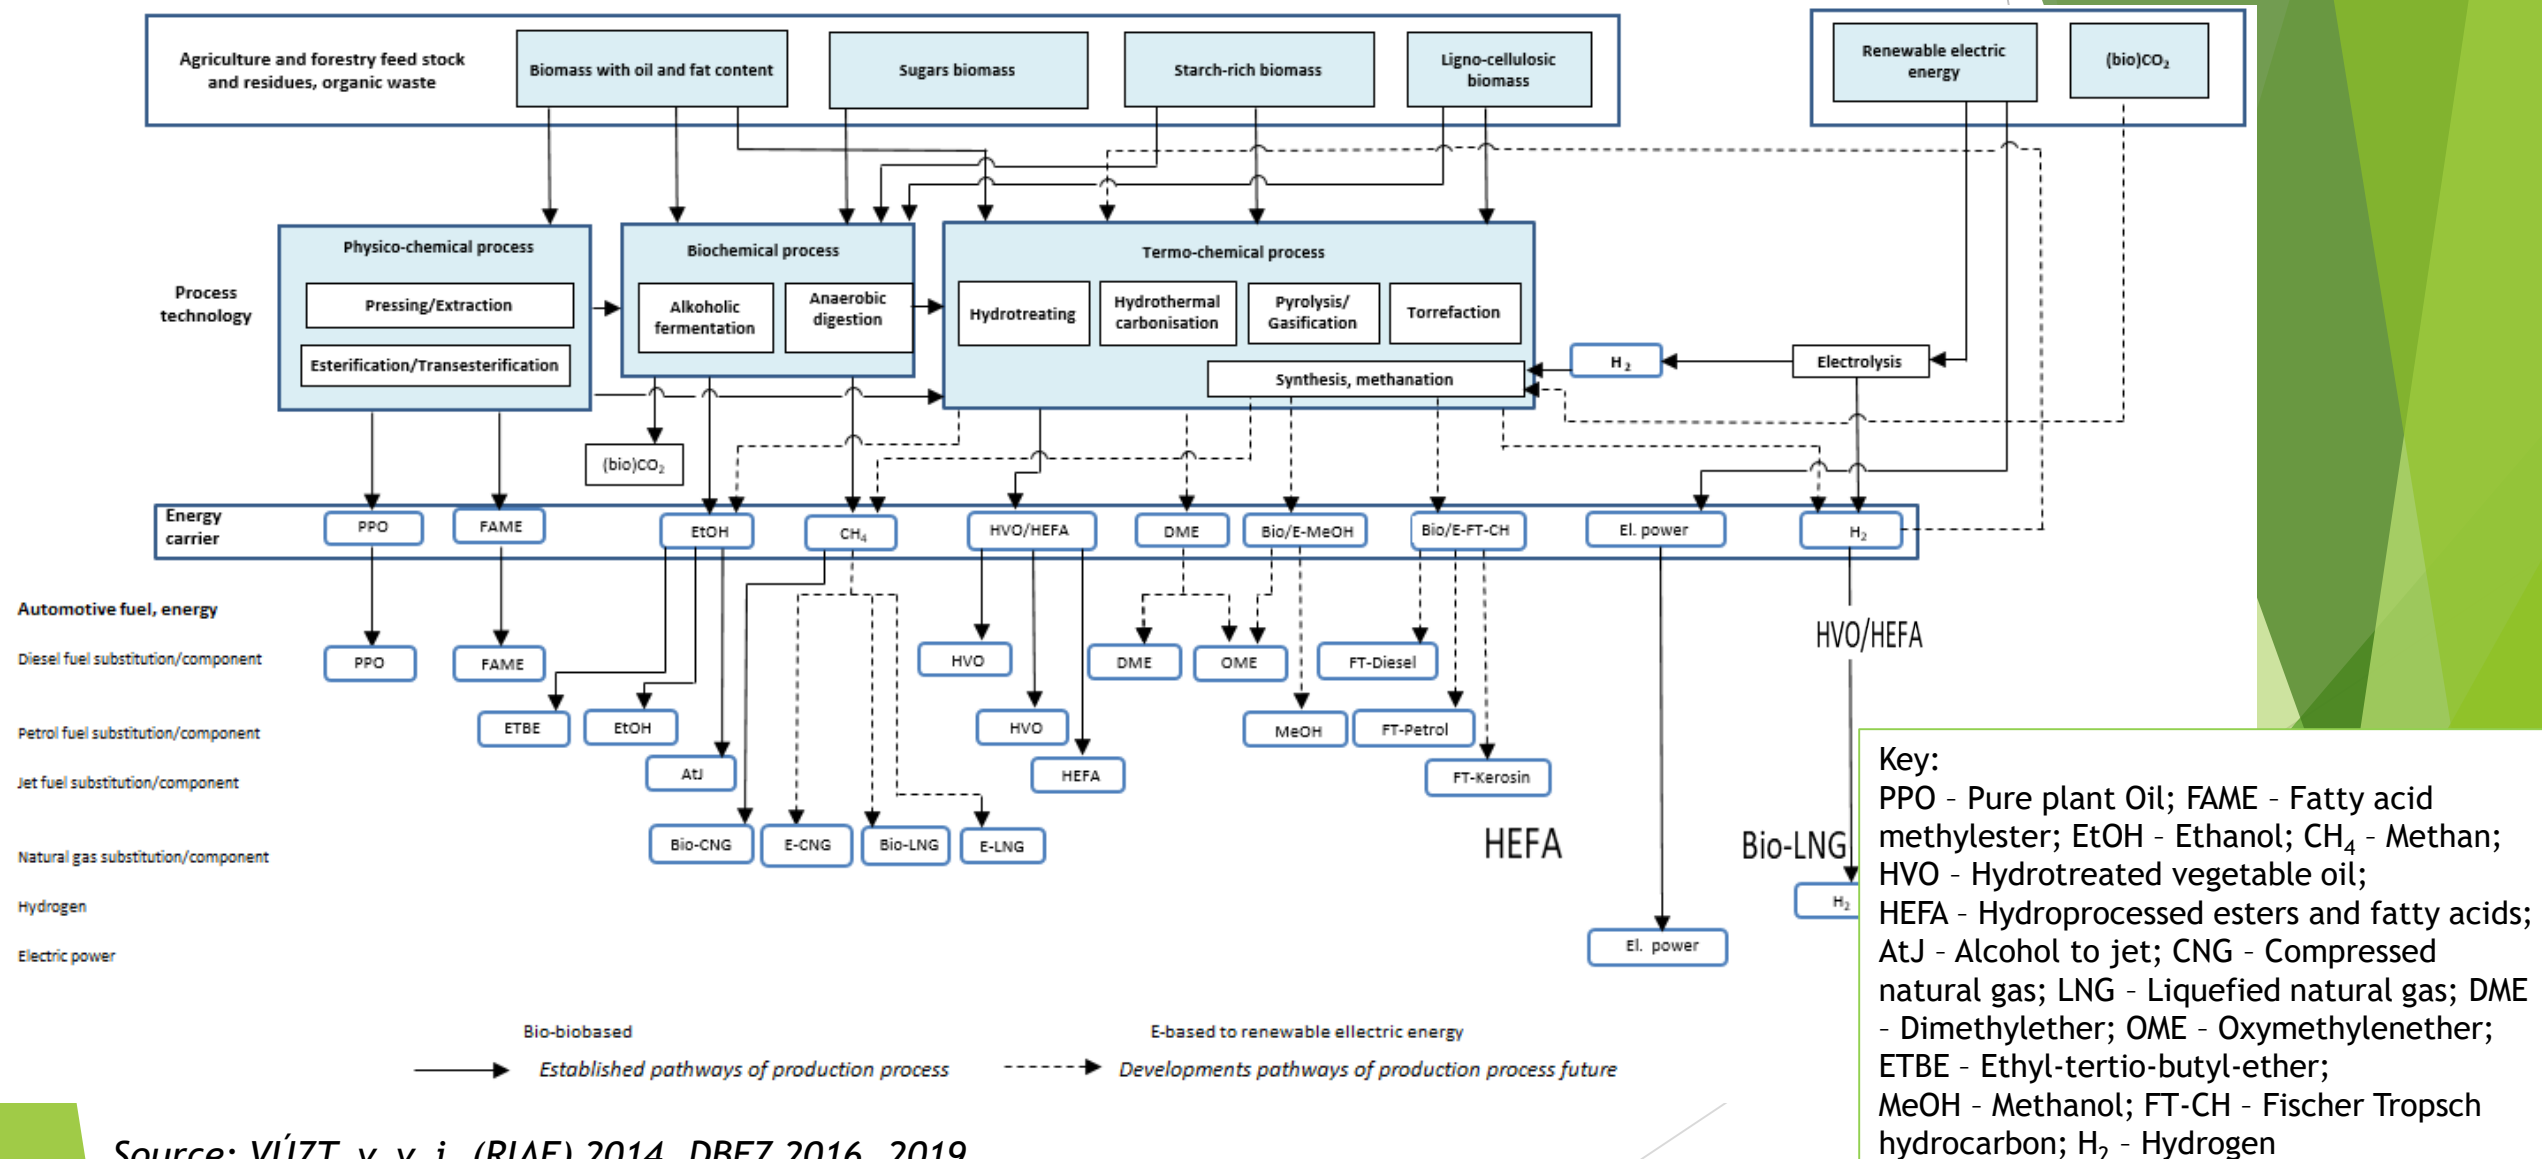 Agriculture and forestry feed stock
and residues, organic waste
Biomass with oil and fat content
Sugars biomass
Starch-rich biomass
Ligno-cellulosic
biomass
Renewable electric
energy
(bio)CO₂
Process
technology
Physico-chemical process
Pressing/Extraction
Esterification/Transesterification
Biochemical process
Alkoholic
fermentation
Anaerobic
digestion
Termo-chemical process
Hydrotreating
Hydrothermal
carbonisation
Pyrolysis/
Gasification
Torrefaction
Synthesis, methanation
H₂
Electrolysis
(bio)CO₂
Energy
carrier
PPO
FAME
EtOH
CH₄
HVO/HEFA
DME
Bio/E-MeOH
Bio/E-FT-CH
El. power
H₂
Automotive fuel, energy
HVO/HEFA
Diesel fuel substitution/component
PPO
FAME
HVO
DME
OME
FT-Diesel
Petrol fuel substitution/component
ETBE
EtOH
HVO
MeOH
FT-Petrol
Jet fuel substitution/component
AtJ
HEFA
FT-Kerosin
Natural gas substitution/component
Bio-CNG
E-CNG
Bio-LNG
E-LNG
HEFA
Bio-LNG
Hydrogen
H₂
Electric power
El. power
Bio-biobased
E-based to renewable ellectric energy
Established pathways of production process
Developments pathways of production process future
Key:
PPO – Pure plant Oil; FAME – Fatty acid
methylester; EtOH – Ethanol; CH₄ – Methan;
HVO – Hydrotreated vegetable oil;
HEFA – Hydroprocessed esters and fatty acids;
AtJ – Alcohol to jet; CNG – Compressed
natural gas; LNG – Liquefied natural gas; DME
– Dimethylether; OME – Oxymethylenether;
ETBE – Ethyl-tertio-butyl-ether;
MeOH – Methanol; FT-CH – Fischer Tropsch
hydrocarbon; H₂ – Hydrogen
Source: VÚZT, v. v. i. (RIAE) 2014, DBFZ 2016, 2019